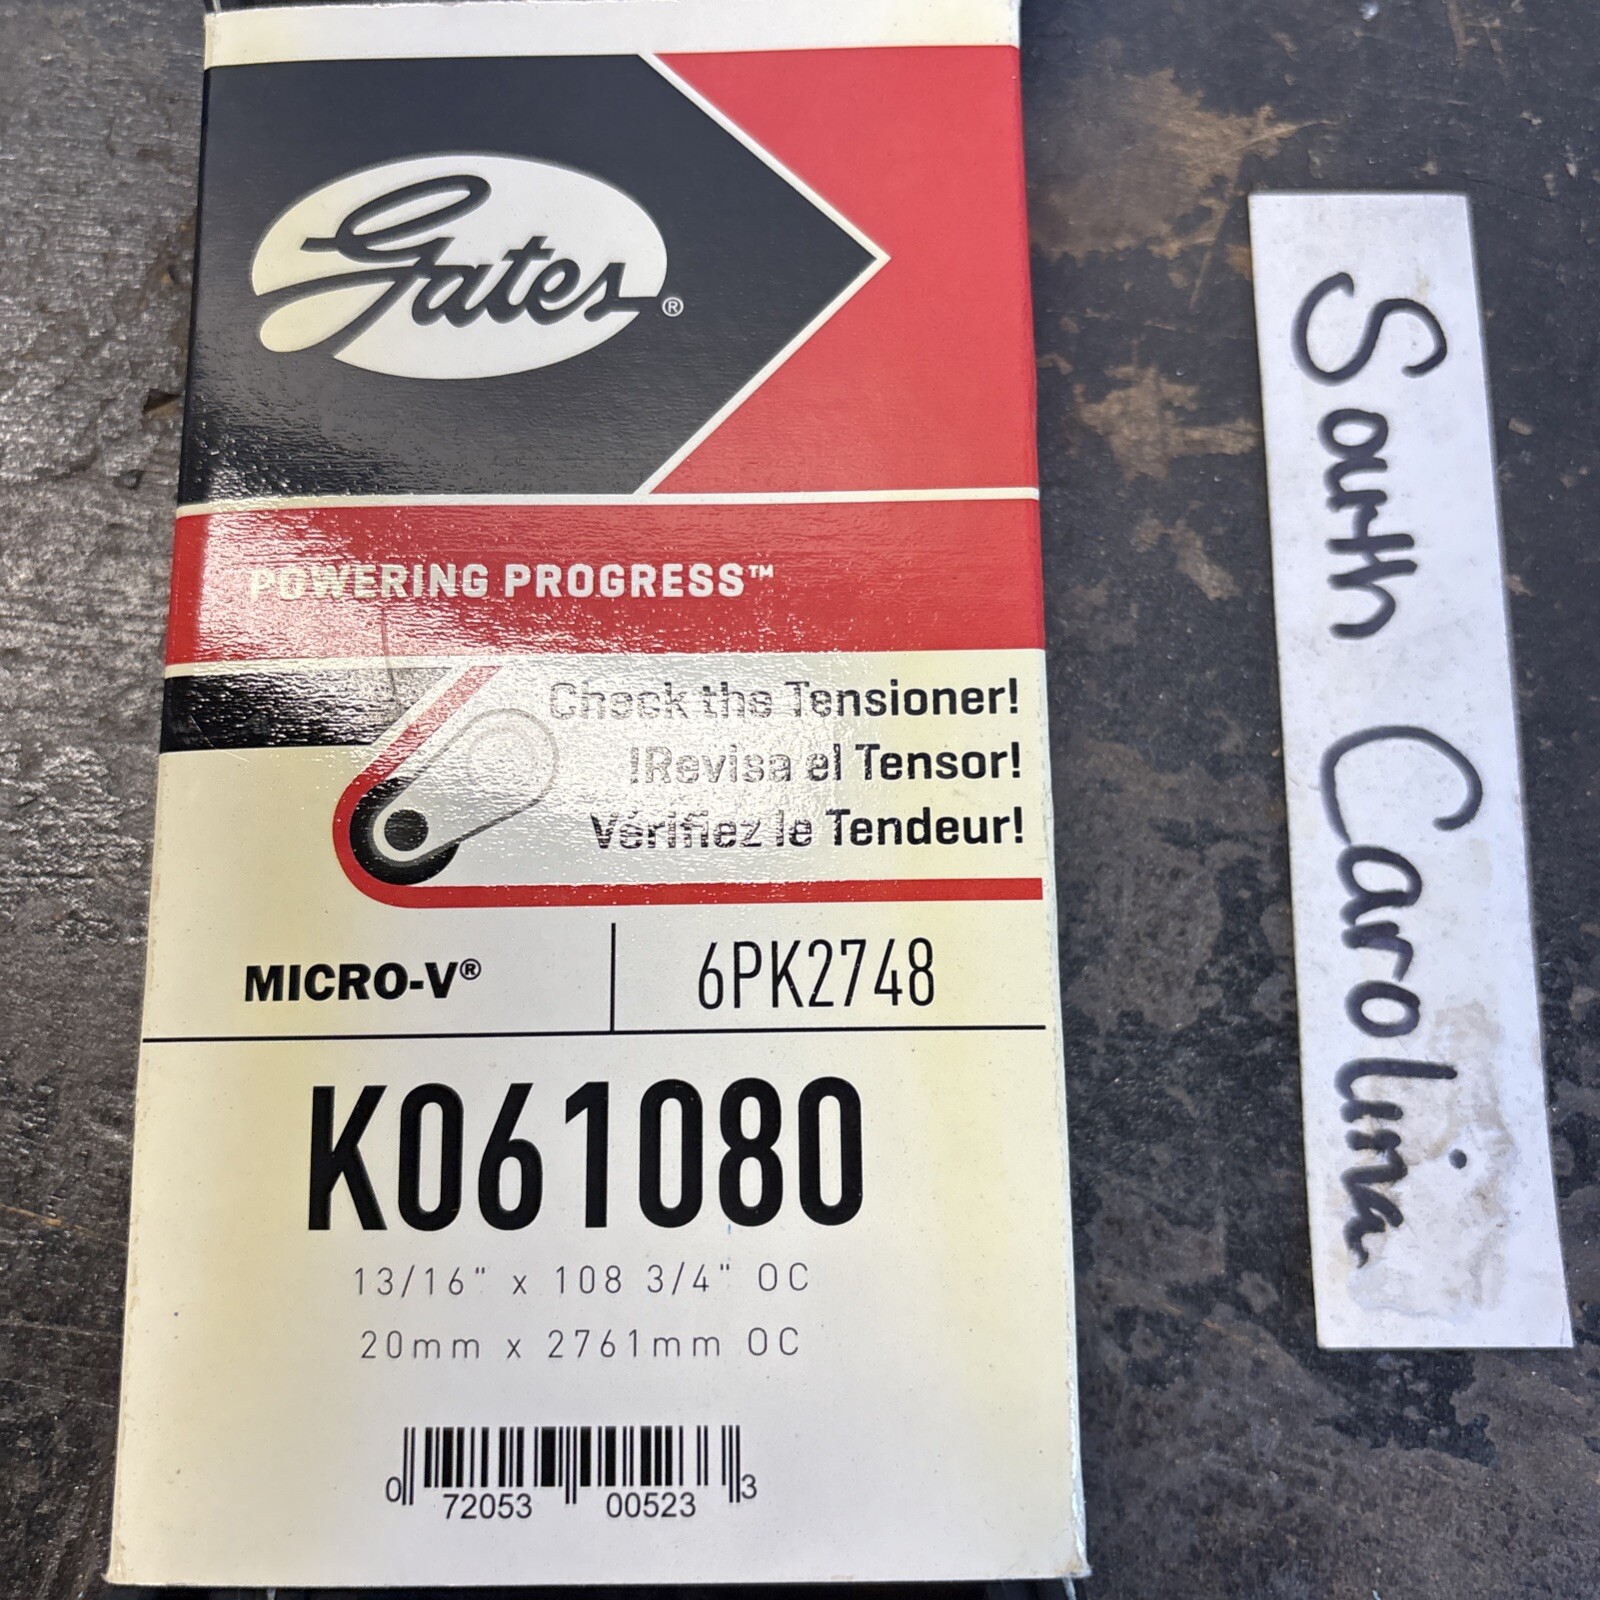 Gates®
POWERING PROGRESS™
Check the Tensioner!
!Revisa el Tensor!
Vérifiez le Tendeur!
MICRO-V®
6PK2748
K061080
13/16" x 108 3/4" OC
20mm x 2761mm OC
0 72053 00523 3
South Carolina